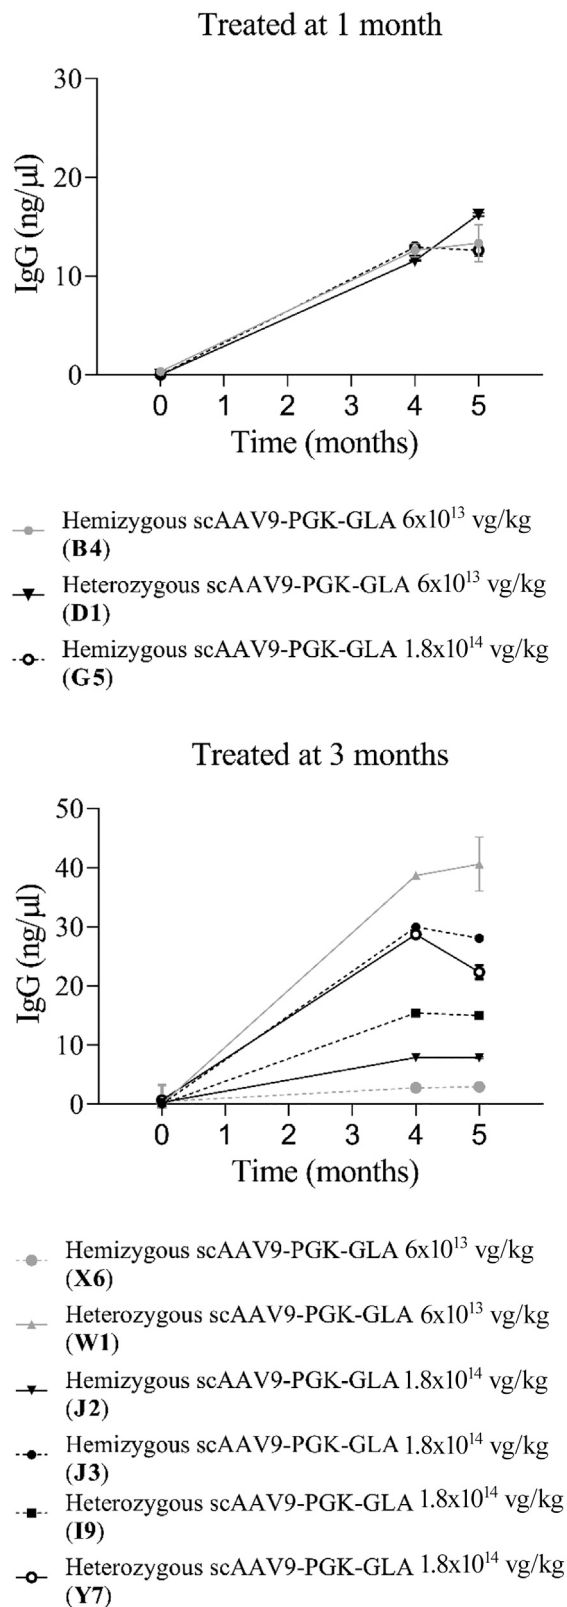 Treated at 1 month
30
20
10
0
IgG (ng/µl)
0 1 2 3 4 5
Time (months)
Hemizygous scAAV9-PGK-GLA 6x10¹³ vg/kg
(B4)
Heterozygous scAAV9-PGK-GLA 6x10¹³ vg/kg
(D1)
Hemizygous scAAV9-PGK-GLA 1.8x10¹⁴ vg/kg
(G5)
Treated at 3 months
50
40
30
20
10
0
IgG (ng/µl)
0 1 2 3 4 5
Time (months)
Hemizygous scAAV9-PGK-GLA 6x10¹³ vg/kg
(X6)
Heterozygous scAAV9-PGK-GLA 6x10¹³ vg/kg
(W1)
Hemizygous scAAV9-PGK-GLA 1.8x10¹⁴ vg/kg
(J2)
Hemizygous scAAV9-PGK-GLA 1.8x10¹⁴ vg/kg
(J3)
Heterozygous scAAV9-PGK-GLA 1.8x10¹⁴ vg/kg
(I9)
Heterozygous scAAV9-PGK-GLA 1.8x10¹⁴ vg/kg
(Y7)